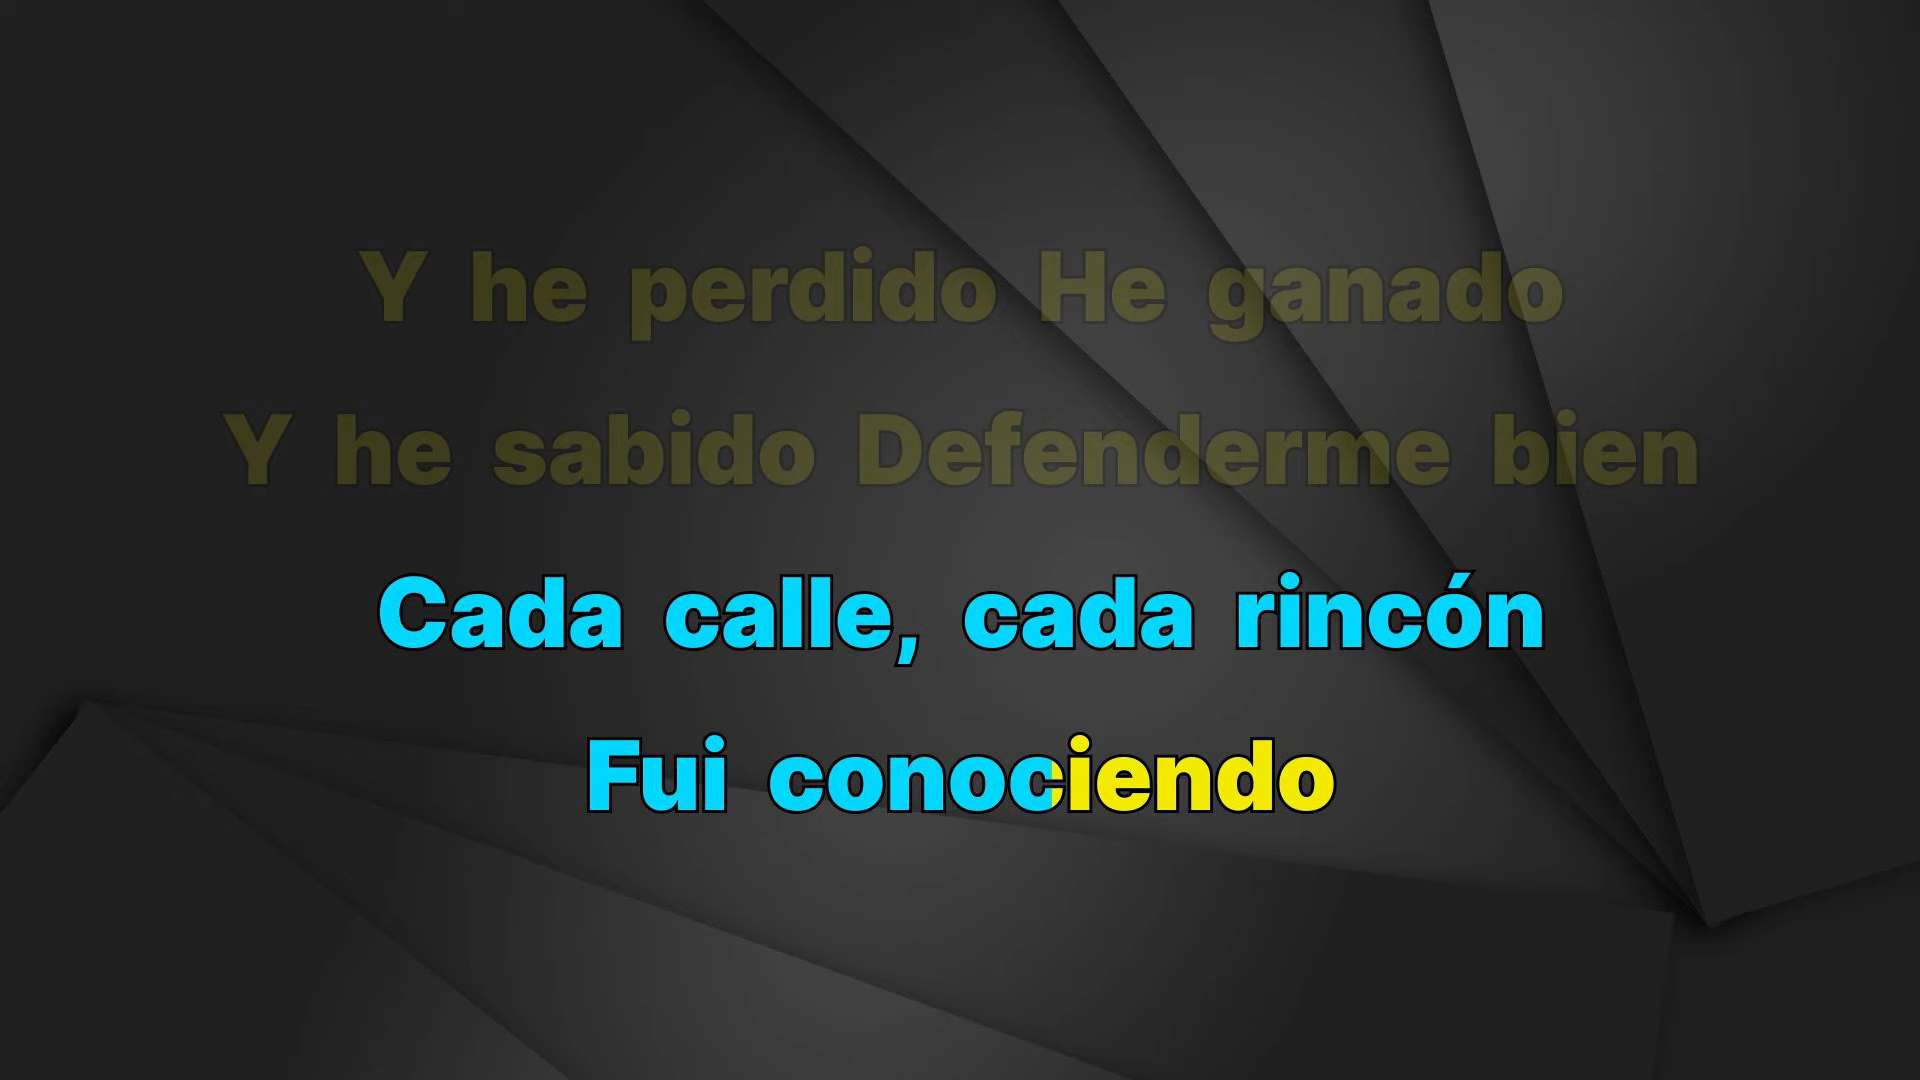 Y he perdido He ganado
Y he sabido Defenderme bien
Cada calle, cada rincón
Fui conociendo